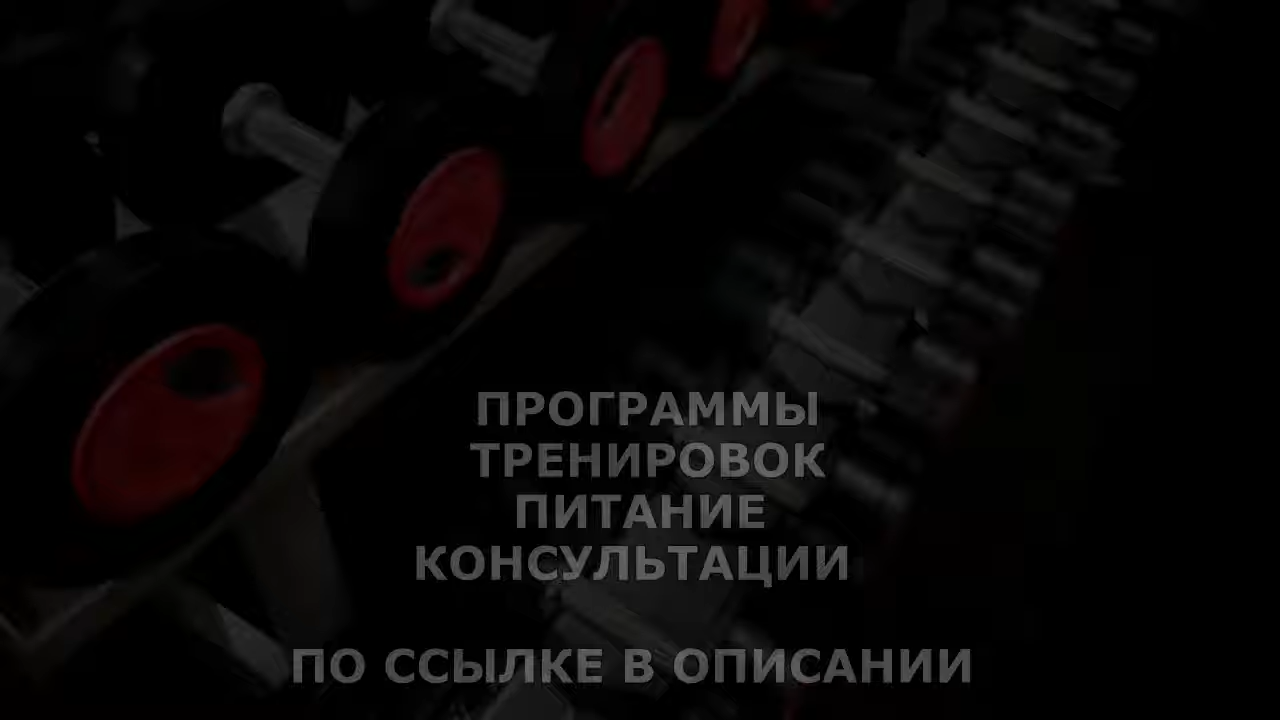 ПРОГРАММЫ
ТРЕНИРОВОК
ПИТАНИЕ
КОНСУЛЬТАЦИИ
ПО ССЫЛКЕ В ОПИСАНИИ